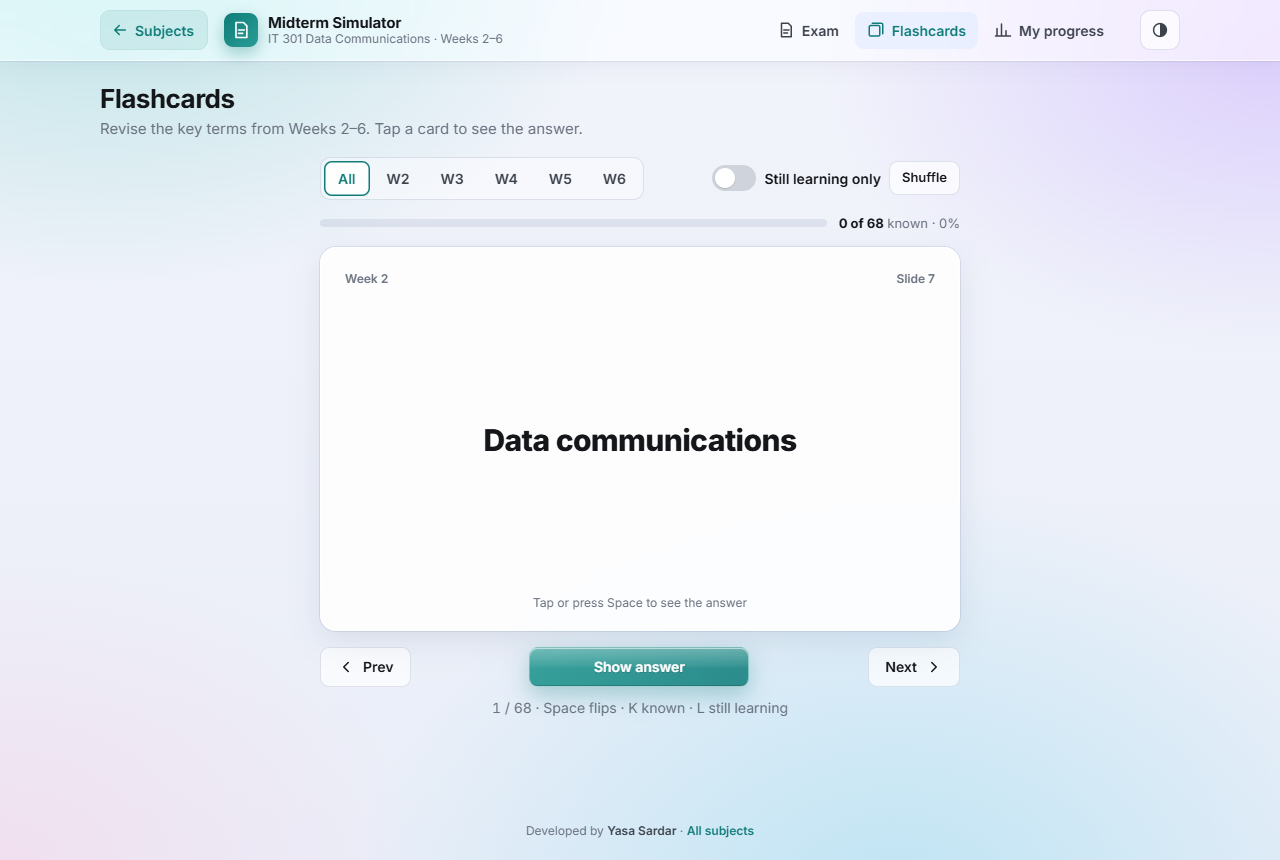 Subjects
Midterm Simulator
IT 301 Data Communications · Weeks 2–6
Exam
Flashcards
My progress
Flashcards
Revise the key terms from Weeks 2–6. Tap a card to see the answer.
All
W2
W3
W4
W5
W6
Still learning only
Shuffle
0 of 68 known · 0%
Week 2
Slide 7
Data communications
Tap or press Space to see the answer
Prev
Show answer
Next
1 / 68 · Space flips · K known · L still learning
Developed by Yasa Sardar · All subjects